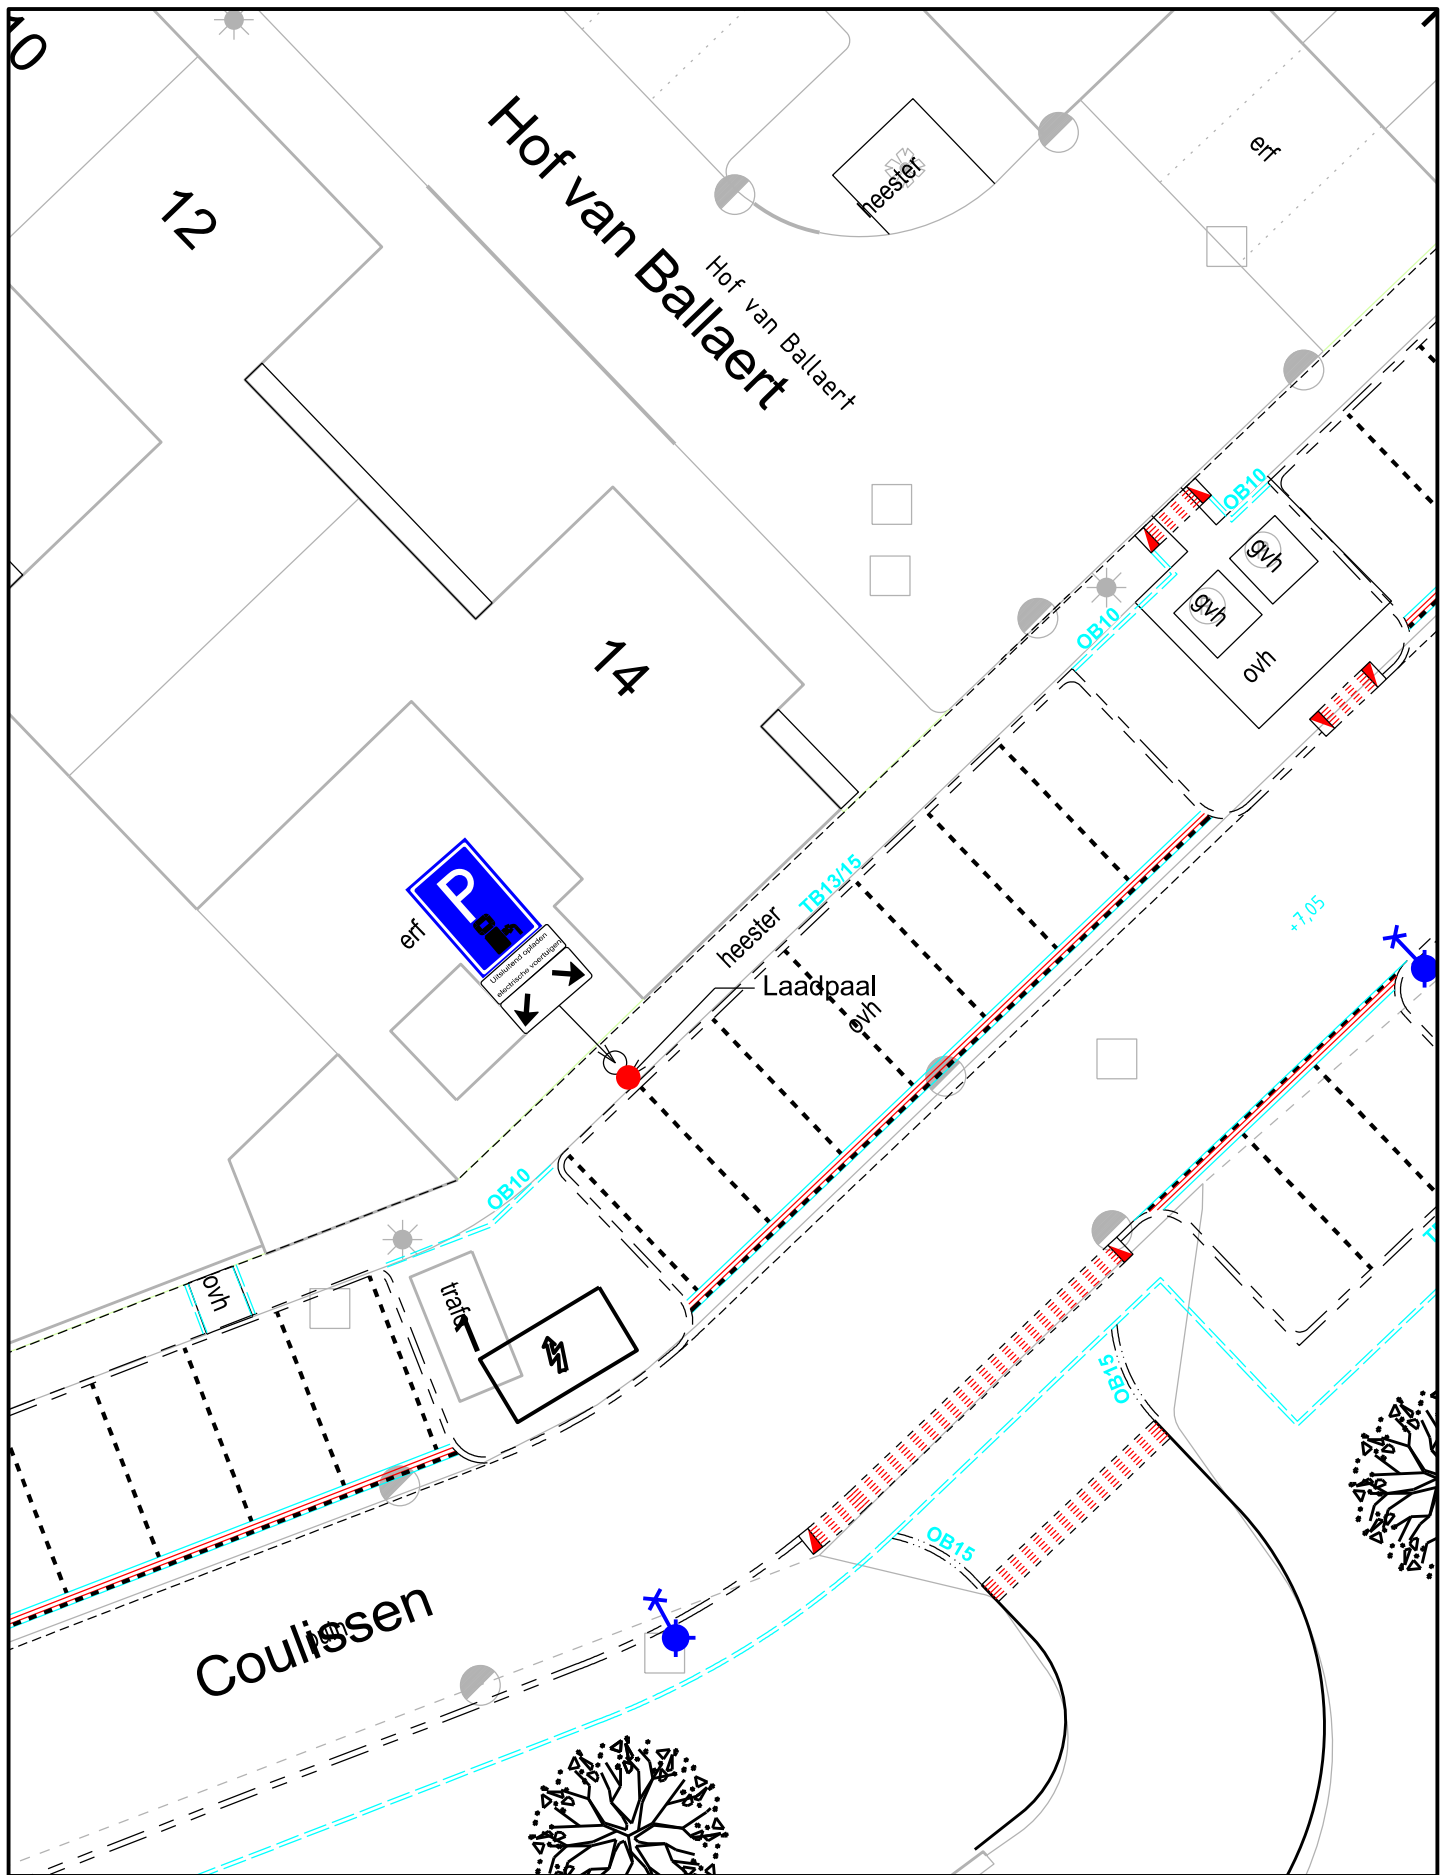 10
12
Hof van Ballaert
Hof van Ballaert
heester
erf
OB10
gvh
gvh
OB10
ovh
14
TB13/15
heester
+7,05
P
erf
Uitsluitend opladen
electrische voertuigen
Laadpaal
ovh
OB10
ovh
trafo
OB15
OB15
Coulissen